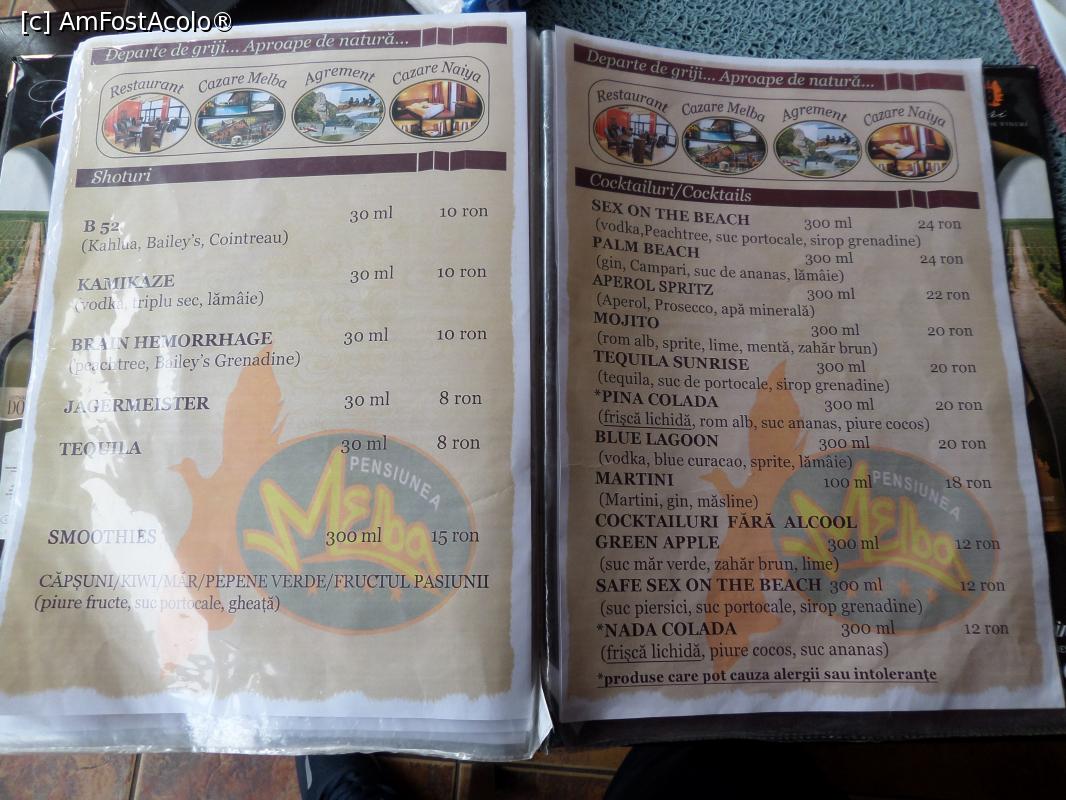 [c] AmFostAcolo®
Departe de griji... Aproape de natură...
Restaurant
Cazare Melba
Agrement
Cazare Naiya
Shoturi
B 52 30 ml 10 ron
(Kahlua, Bailey's, Cointreau)
KAMIKAZE 30 ml 10 ron
(vodka, triplu sec, lămâie)
BRAIN HEMORRHAGE 30 ml 10 ron
(peachtree, Bailey's Grenadine)
JAGERMEISTER 30 ml 8 ron
TEQUILA 30 ml 8 ron
PENSIUNEA
Melba
SMOOTHIES 300 ml 15 ron
CĂPȘUNI/KIWI/MĂR/PEPENE VERDE/FRUCTUL PASIUNII
(piure fructe, suc portocale, gheață)
Departe de griji... Aproape de natură...
Restaurant
Cazare Melba
Agrement
Cazare Naiya
Cocktailuri/Cocktails
SEX ON THE BEACH 300 ml 24 ron
(vodka,Peachtree, suc portocale, sirop grenadine)
PALM BEACH 300 ml 24 ron
(gin, Campari, suc de ananas, lămâie)
APEROL SPRITZ 300 ml 22 ron
(Aperol, Prosecco, apă minerală)
MOJITO 300 ml 20 ron
(rom alb, sprite, lime, mentă, zahăr brun)
TEQUILA SUNRISE 300 ml 20 ron
(tequila, suc de portocale, sirop grenadine)
*PINA COLADA 300 ml 20 ron
(frișcă lichidă, rom alb, suc ananas, piure cocos)
BLUE LAGOON 300 ml 20 ron
(vodka, blue curacao, sprite, lămâie)
MARTINI 100 ml 18 ron
(Martini, gin, măsline)
PENSIUNEA
Melba
COCKTAILURI FĂRĂ ALCOOL
GREEN APPLE 300 ml 12 ron
(suc măr verde, zahăr brun, lime)
SAFE SEX ON THE BEACH 300 ml 12 ron
(suc piersici, suc portocale, sirop grenadine)
*NADA COLADA 300 ml 12 ron
(frișcă lichidă, piure cocos, suc ananas)
*produse care pot cauza alergii sau intoleranțe